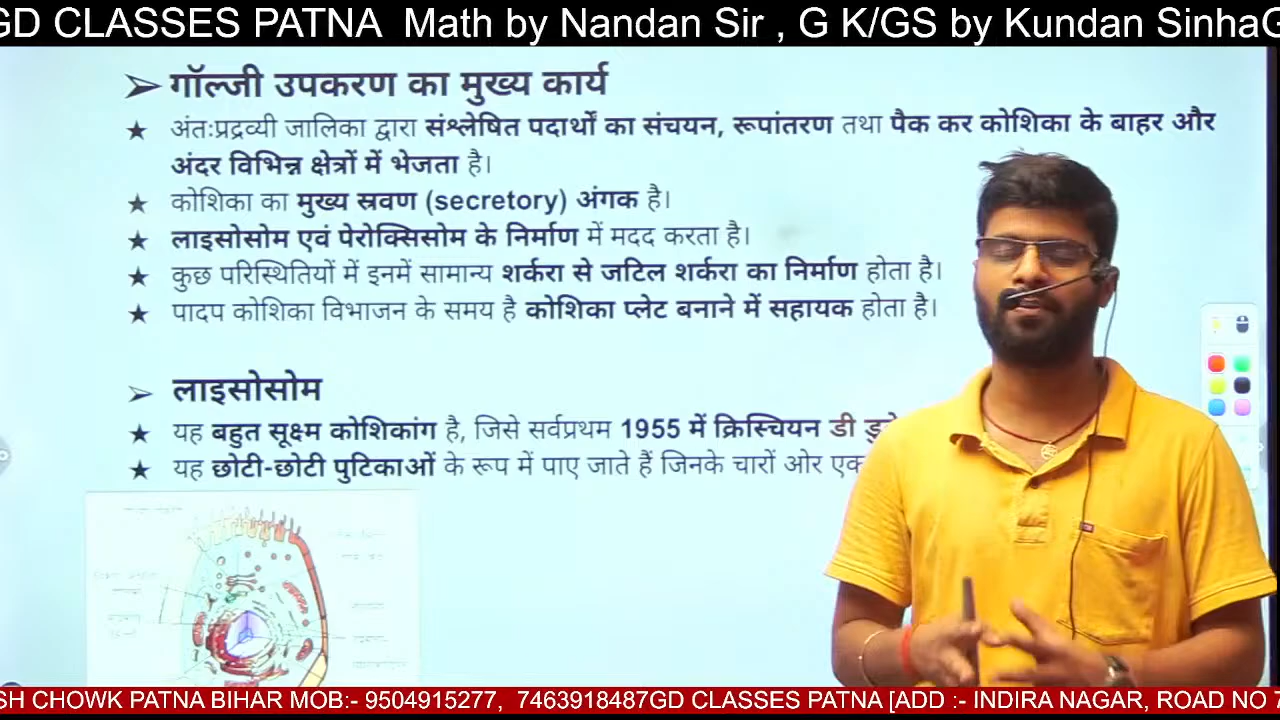 GD CLASSES PATNA Math by Nandan Sir , G K/GS by Kundan SinhaG
➢ गॉल्जी उपकरण का मुख्य कार्य
★ अंतःप्रद्रव्यी जालिका द्वारा संश्लेषित पदार्थों का संचयन, रूपांतरण तथा पैक कर कोशिका के बाहर और
अंदर विभिन्न क्षेत्रों में भेजता है।
★ कोशिका का मुख्य स्रवण (secretory) अंगक है।
★ लाइसोसोम एवं पेरोक्सिसोम के निर्माण में मदद करता है।
★ कुछ परिस्थितियों में इनमें सामान्य शर्करा से जटिल शर्करा का निर्माण होता है।
★ पादप कोशिका विभाजन के समय है कोशिका प्लेट बनाने में सहायक होता है।
➢ लाइसोसोम
★ यह बहुत सूक्ष्म कोशिकांग है, जिसे सर्वप्रथम 1955 में क्रिस्चियन डी
★ यह छोटी-छोटी पुटिकाओं के रूप में पाए जाते हैं जिनके चारों ओर एक
SH CHOWK PATNA BIHAR MOB:- 9504915277, 7463918487GD CLASSES PATNA [ADD :- INDIRA NAGAR, ROAD NO 7